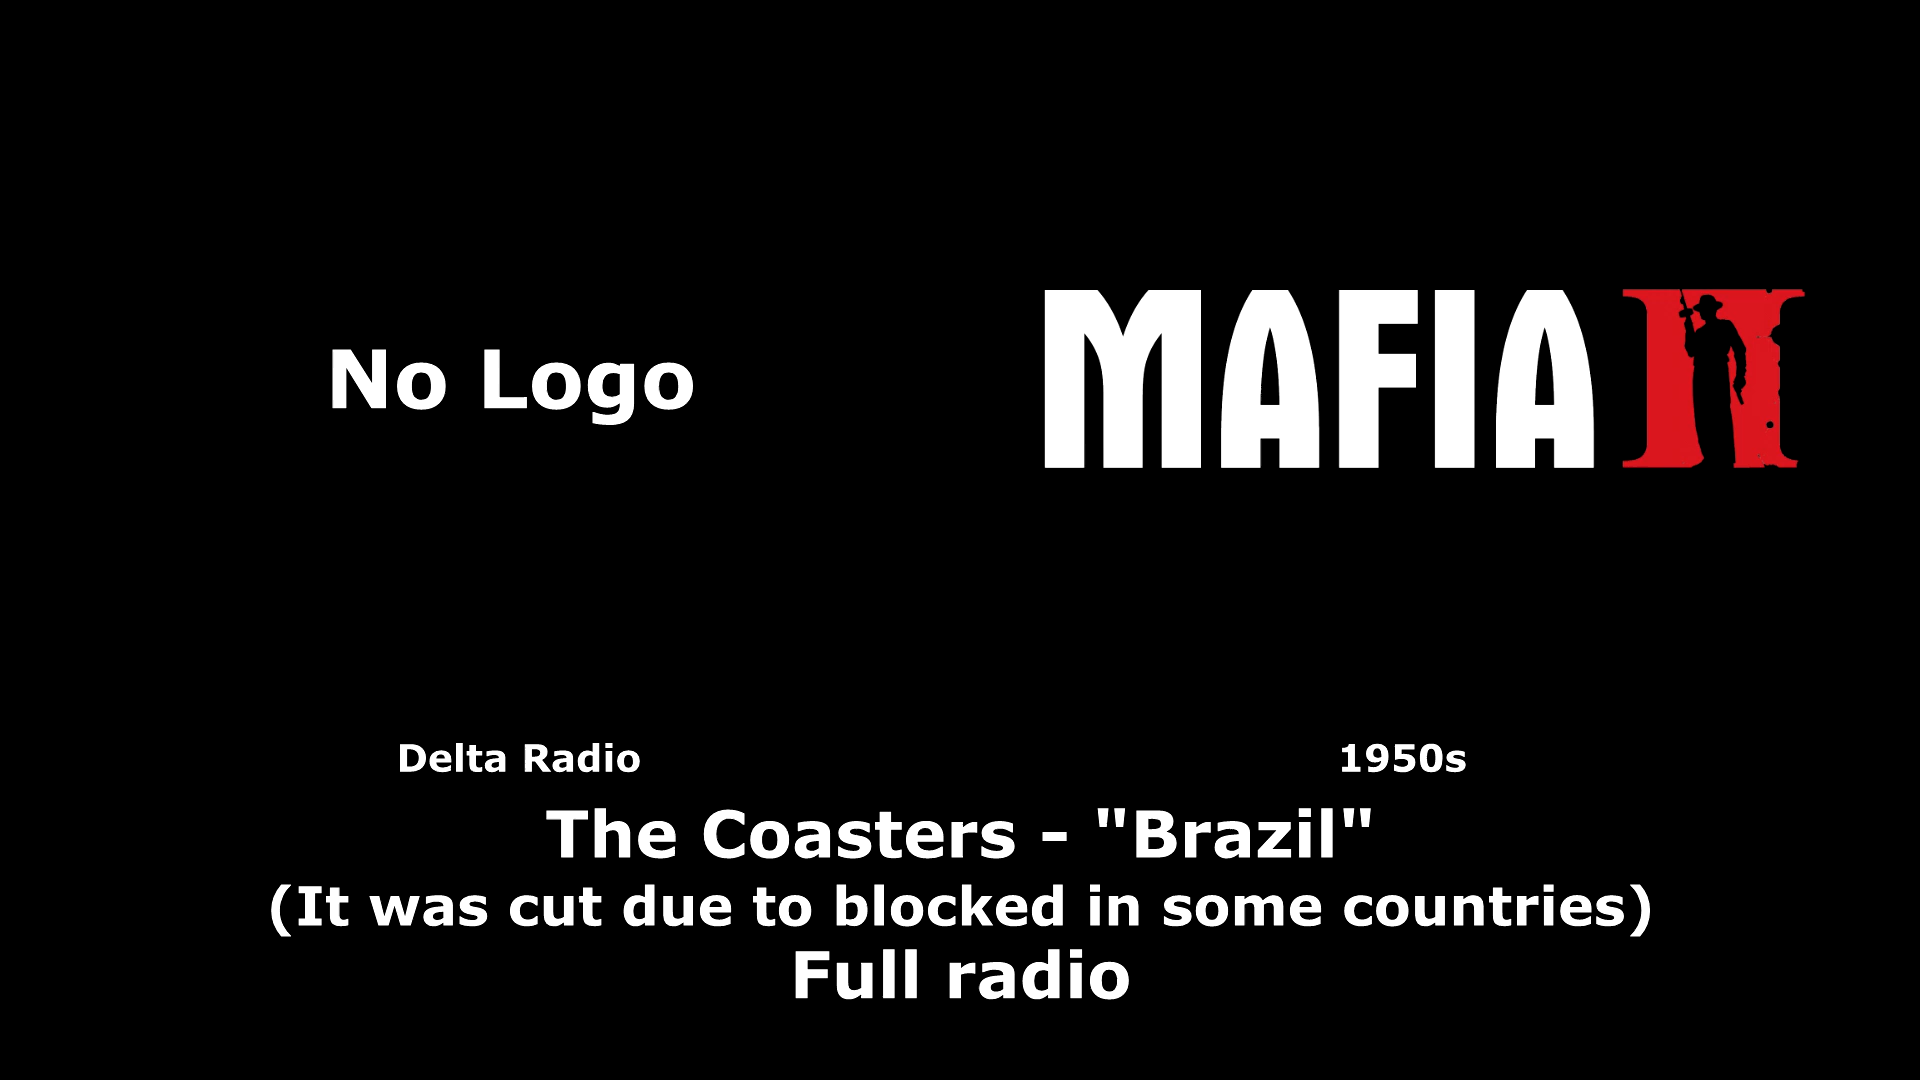 No Logo
MAFIA II
Delta Radio
1950s
The Coasters - "Brazil"
(It was cut due to blocked in some countries)
Full radio